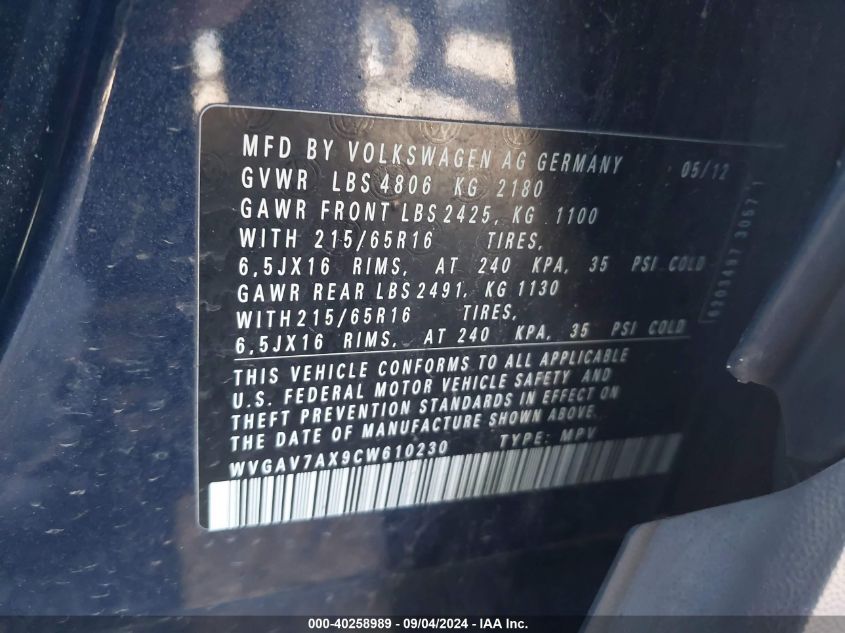 MFD BY VOLKSWAGEN AG GERMANY 05/12
GVWR LBS 4806 KG 2180
GAWR FRONT LBS 2425, KG 1100
WITH 215/65R16 TIRES,
6,5JX16 RIMS, AT 240 KPA, 35 PSI COLD
GAWR REAR LBS 2491, KG 1130
WITH 215/65R16 TIRES,
6,5JX16 RIMS, AT 240 KPA, 35 PSI COLD
THIS VEHICLE CONFORMS TO ALL APPLICABLE
U.S. FEDERAL MOTOR VEHICLE SAFETY AND
THEFT PREVENTION STANDARDS IN EFFECT ON
THE DATE OF MANUFACTURE SHOWN ABOVE.
WVGAV7AX9CW610230 TYPE: MPV
000-40258989 - 09/04/2024 - IAA Inc.